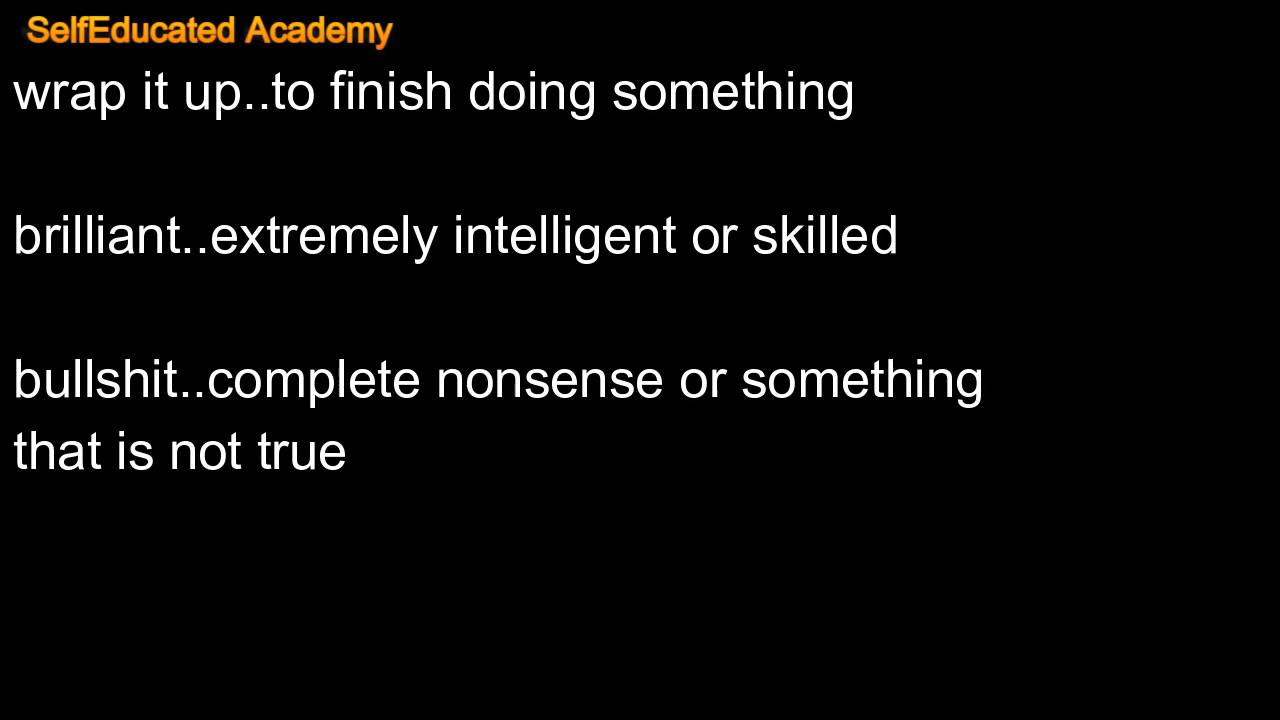 SelfEducated Academy
wrap it up..to finish doing something
brilliant..extremely intelligent or skilled
bullshit..complete nonsense or something
that is not true